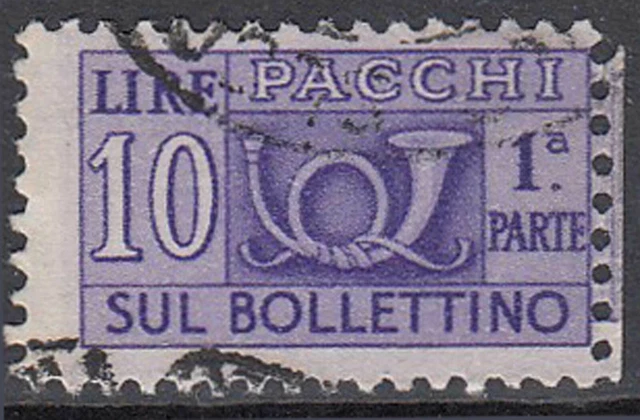 LIRE PACCHI
10 1ª.
PARTE
SUL BOLLETTINO